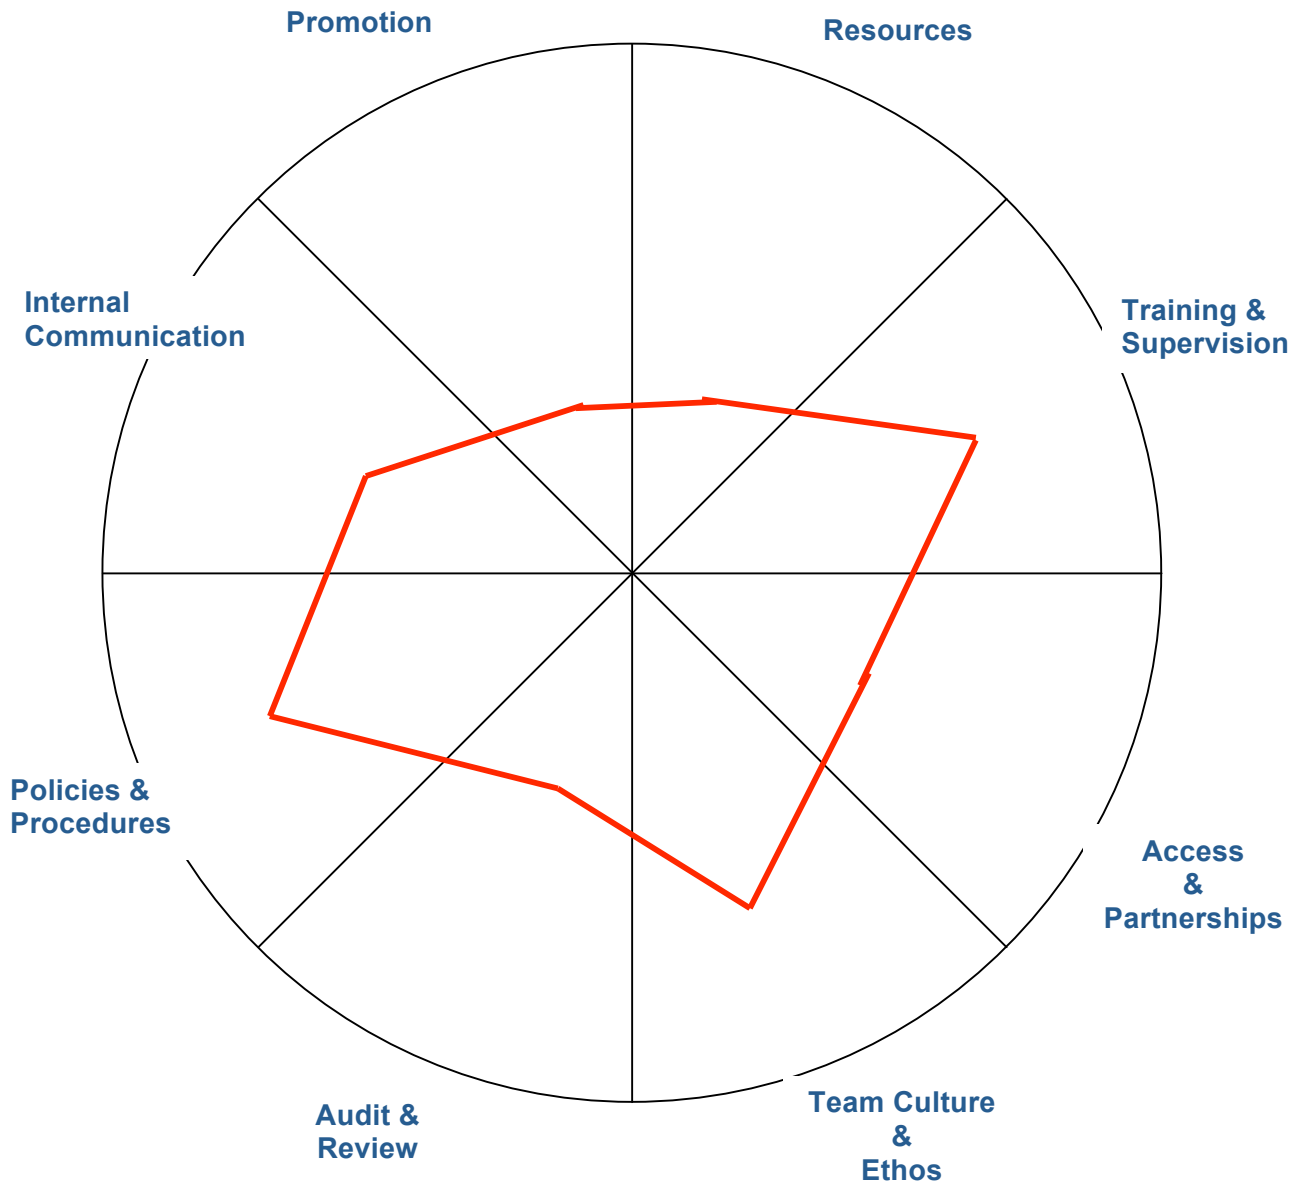 Promotion
Resources
Internal
Communication
Training &
Supervision
Policies &
Procedures
Access
&
Partnerships
Audit &
Review
Team Culture
&
Ethos